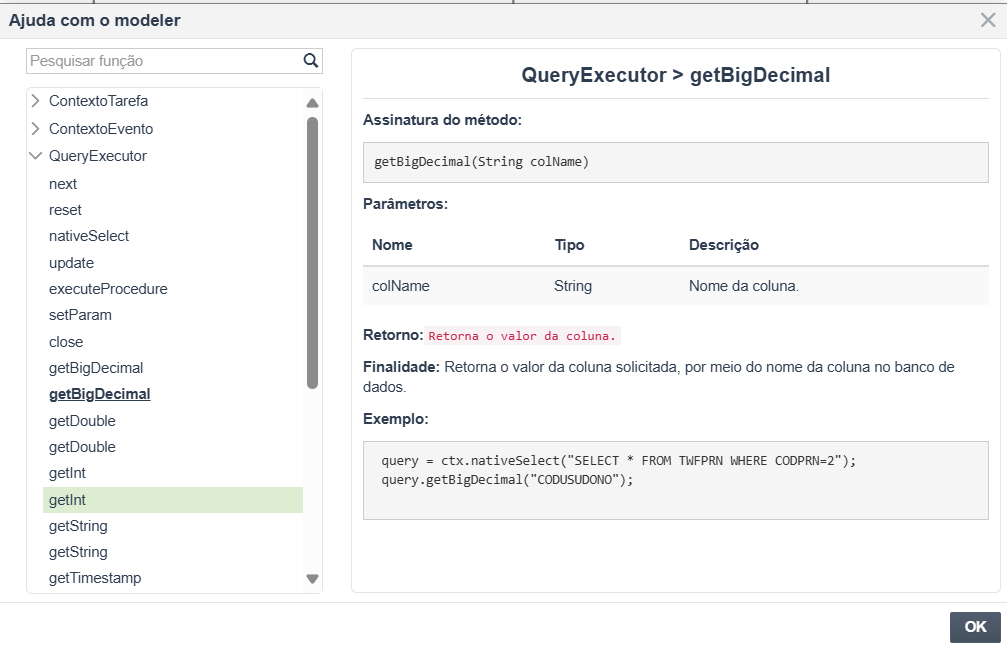 Ajuda com o modeler
Pesquisar função
ContextoTarefa
ContextoEvento
QueryExecutor
next
reset
nativeSelect
update
executeProcedure
setParam
close
getBigDecimal
getBigDecimal
getDouble
getDouble
getInt
getInt
getString
getString
getTimestamp
QueryExecutor > getBigDecimal
Assinatura do método:
getBigDecimal(String colName)
Parâmetros:
Nome Tipo Descrição
colName String Nome da coluna.
Retorno: Retorna o valor da coluna.
Finalidade: Retorna o valor da coluna solicitada, por meio do nome da coluna no banco de
dados.
Exemplo:
query = ctx.nativeSelect("SELECT * FROM TWFPRN WHERE CODPRN=2");
query.getBigDecimal("CODUSUDONO");
OK